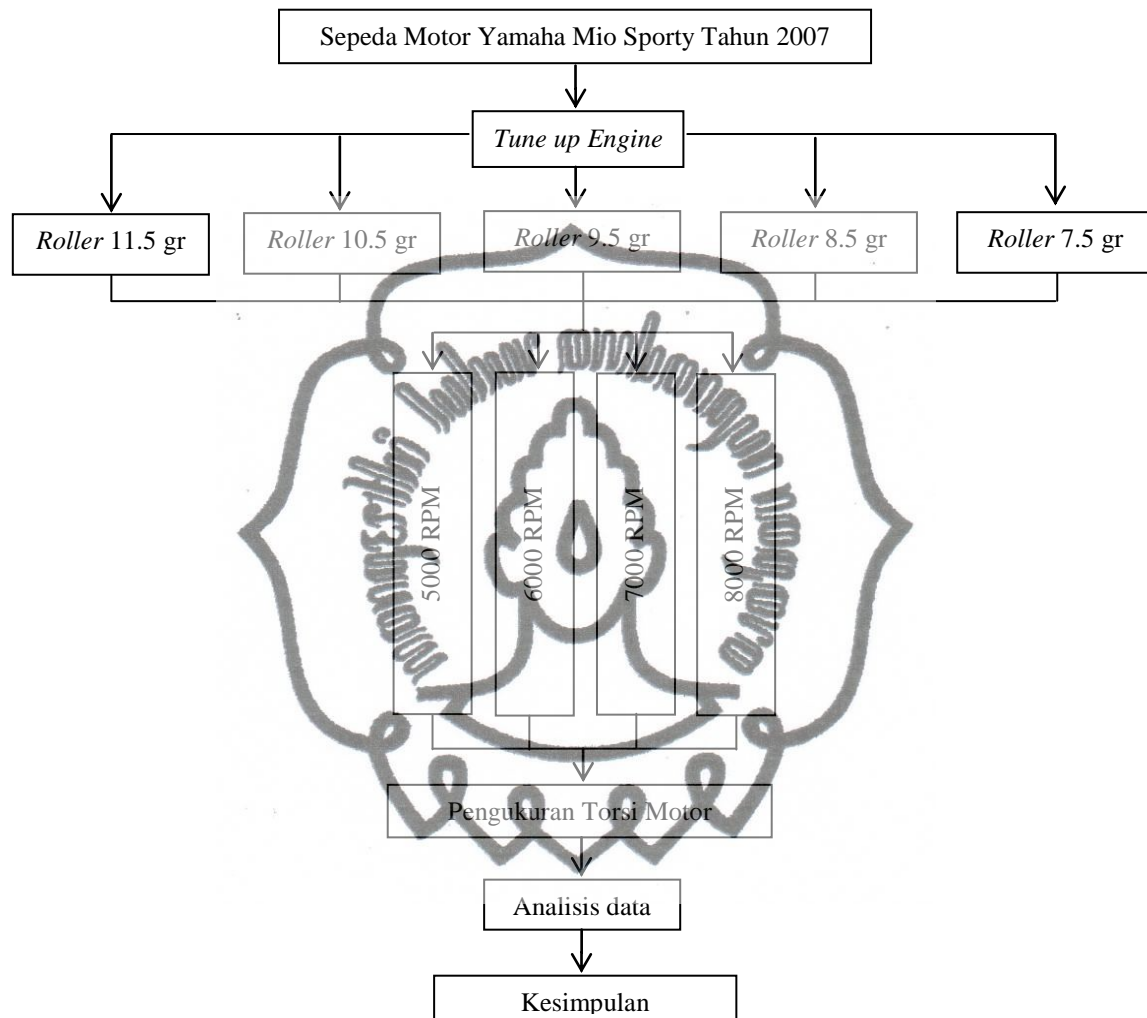 Sepeda Motor Yamaha Mio Sporty Tahun 2007
Tune up Engine
Roller 11.5 gr
Roller 10.5 gr
Roller 9.5 gr
Roller 8.5 gr
Roller 7.5 gr
5000 RPM
6000 RPM
7000 RPM
8000 RPM
Pengukuran Torsi Motor
Analisis data
Kesimpulan